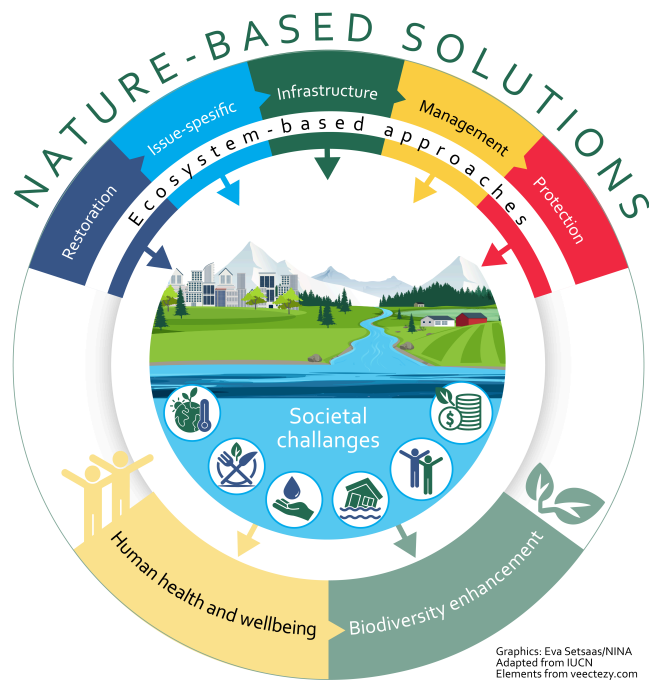 NATURE-BASED SOLUTIONS
Restoration
Issue-spesific
Infrastructure
Management
Protection
Ecosystem-based approaches
Societal
challanges
$
Human health and wellbeing
Biodiversity enhancement
Graphics: Eva Setsaas/NINA
Adapted from IUCN
Elements from veectezy.com